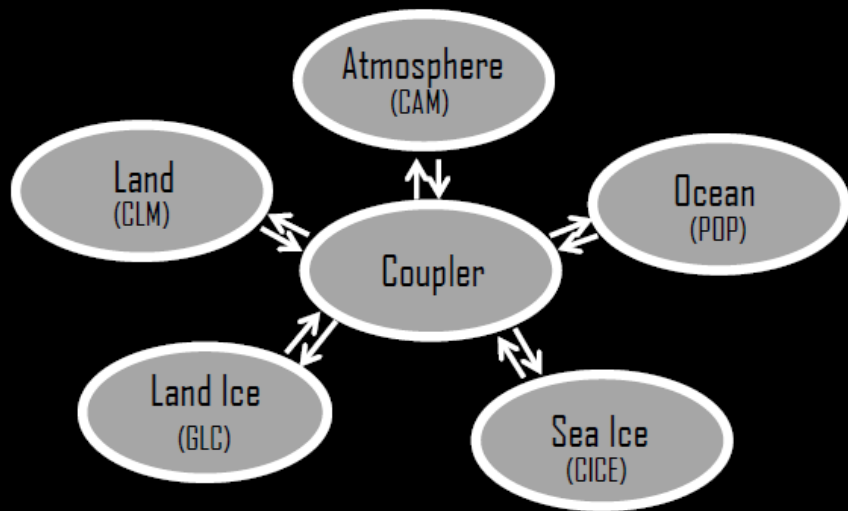 Atmosphere
(CAM)
Land
(CLM)
Ocean
(POP)
Coupler
Land Ice
(GLC)
Sea Ice
(CICE)